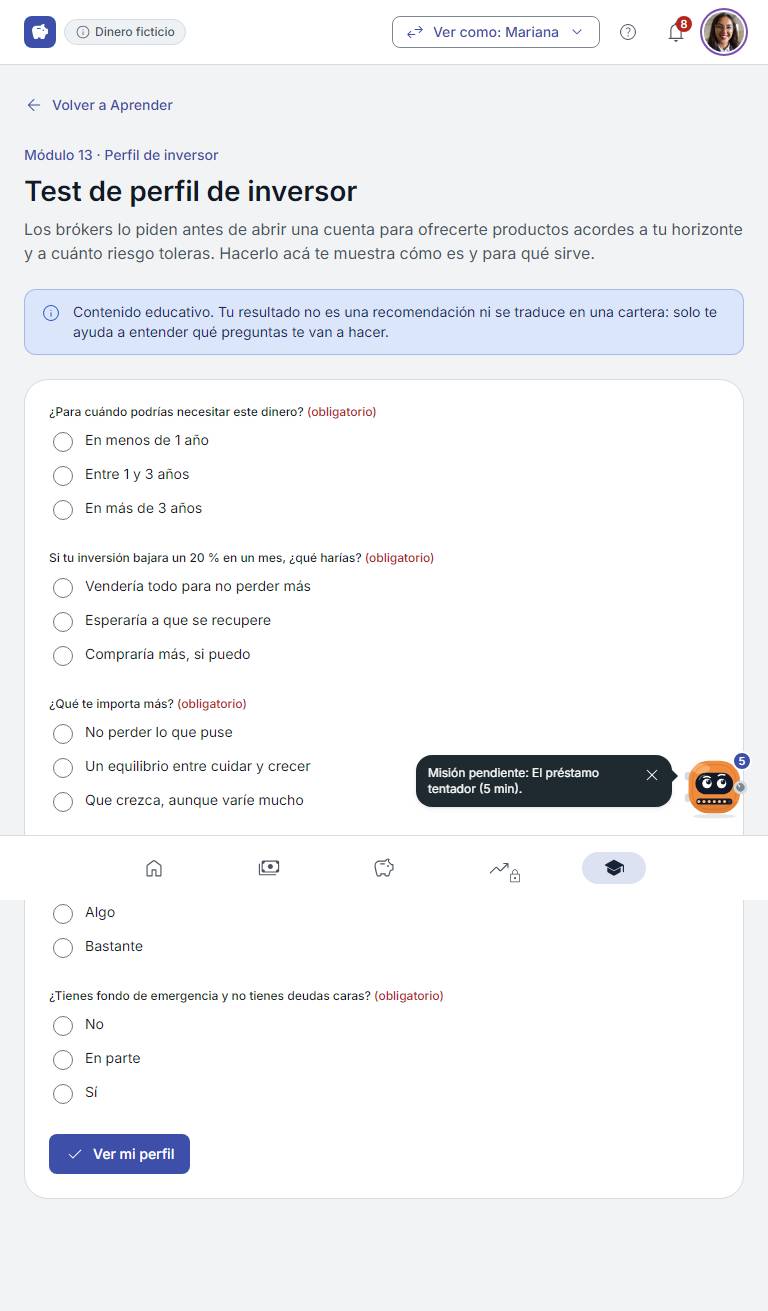 Dinero ficticio
Ver como: Mariana
8
Volver a Aprender
Módulo 13 · Perfil de inversor
Test de perfil de inversor
Los brókers lo piden antes de abrir una cuenta para ofrecerte productos acordes a tu horizonte
y a cuánto riesgo toleras. Hacerlo acá te muestra cómo es y para qué sirve.
Contenido educativo. Tu resultado no es una recomendación ni se traduce en una cartera: solo te
ayuda a entender qué preguntas te van a hacer.
¿Para cuándo podrías necesitar este dinero? (obligatorio)
En menos de 1 año
Entre 1 y 3 años
En más de 3 años
Si tu inversión bajara un 20 % en un mes, ¿qué harías? (obligatorio)
Vendería todo para no perder más
Esperaría a que se recupere
Compraría más, si puedo
¿Qué te importa más? (obligatorio)
No perder lo que puse
Un equilibrio entre cuidar y crecer
Que crezca, aunque varíe mucho
Misión pendiente: El préstamo
tentador (5 min).
5
Algo
Bastante
¿Tienes fondo de emergencia y no tienes deudas caras? (obligatorio)
No
En parte
Sí
Ver mi perfil